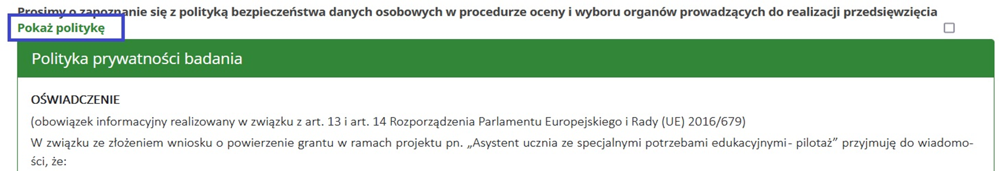 Prosimy o zapoznanie się z polityką bezpieczeństwa danych osobowych w procedurze oceny i wyboru organów prowadzących do realizacji przedsięwzięcia
Pokaż politykę
Polityka prywatności badania
OŚWIADCZENIE
(obowiązek informacyjny realizowany w związku z art. 13 i art. 14 Rozporządzenia Parlamentu Europejskiego i Rady (UE) 2016/679)
W związku ze złożeniem wniosku o powierzenie grantu w ramach projektu pn. „Asystent ucznia ze specjalnymi potrzebami edukacyjnymi - pilotaż” przyjmuję do wiadomo-
ści, że: